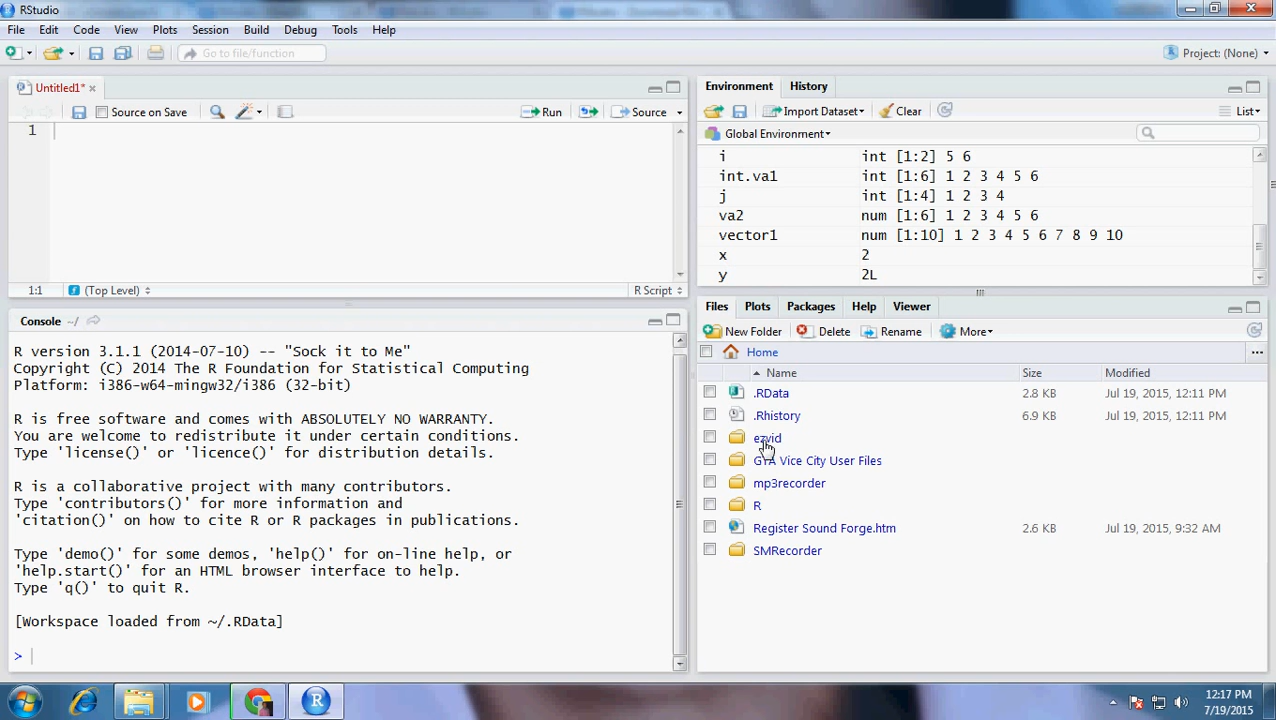 RStudio
File Edit Code View Plots Session Build Debug Tools Help
Go to file/function Project: (None)
Untitled1*
Source on Save Run Source
1
1:1 (Top Level) R Script
Console ~/
R version 3.1.1 (2014-07-10) -- "Sock it to Me"
Copyright (C) 2014 The R Foundation for Statistical Computing
Platform: i386-w64-mingw32/i386 (32-bit)
R is free software and comes with ABSOLUTELY NO WARRANTY.
You are welcome to redistribute it under certain conditions.
Type 'license()' or 'licence()' for distribution details.
R is a collaborative project with many contributors.
Type 'contributors()' for more information and
'citation()' on how to cite R or R packages in publications.
Type 'demo()' for some demos, 'help()' for on-line help, or
'help.start()' for an HTML browser interface to help.
Type 'q()' to quit R.
[Workspace loaded from ~/.RData]
>
Environment History
Import Dataset Clear List
Global Environment
i int [1:2] 5 6
int.va1 int [1:6] 1 2 3 4 5 6
j int [1:4] 1 2 3 4
va2 num [1:6] 1 2 3 4 5 6
vector1 num [1:10] 1 2 3 4 5 6 7 8 9 10
x 2
y 2L
Files Plots Packages Help Viewer
New Folder Delete Rename More
Home ...
Name Size Modified
.RData 2.8 KB Jul 19, 2015, 12:11 PM
.Rhistory 6.9 KB Jul 19, 2015, 12:11 PM
ezvid
GTA Vice City User Files
mp3recorder
R
Register Sound Forge.htm 2.6 KB Jul 19, 2015, 9:32 AM
SMRecorder
12:17 PM
7/19/2015